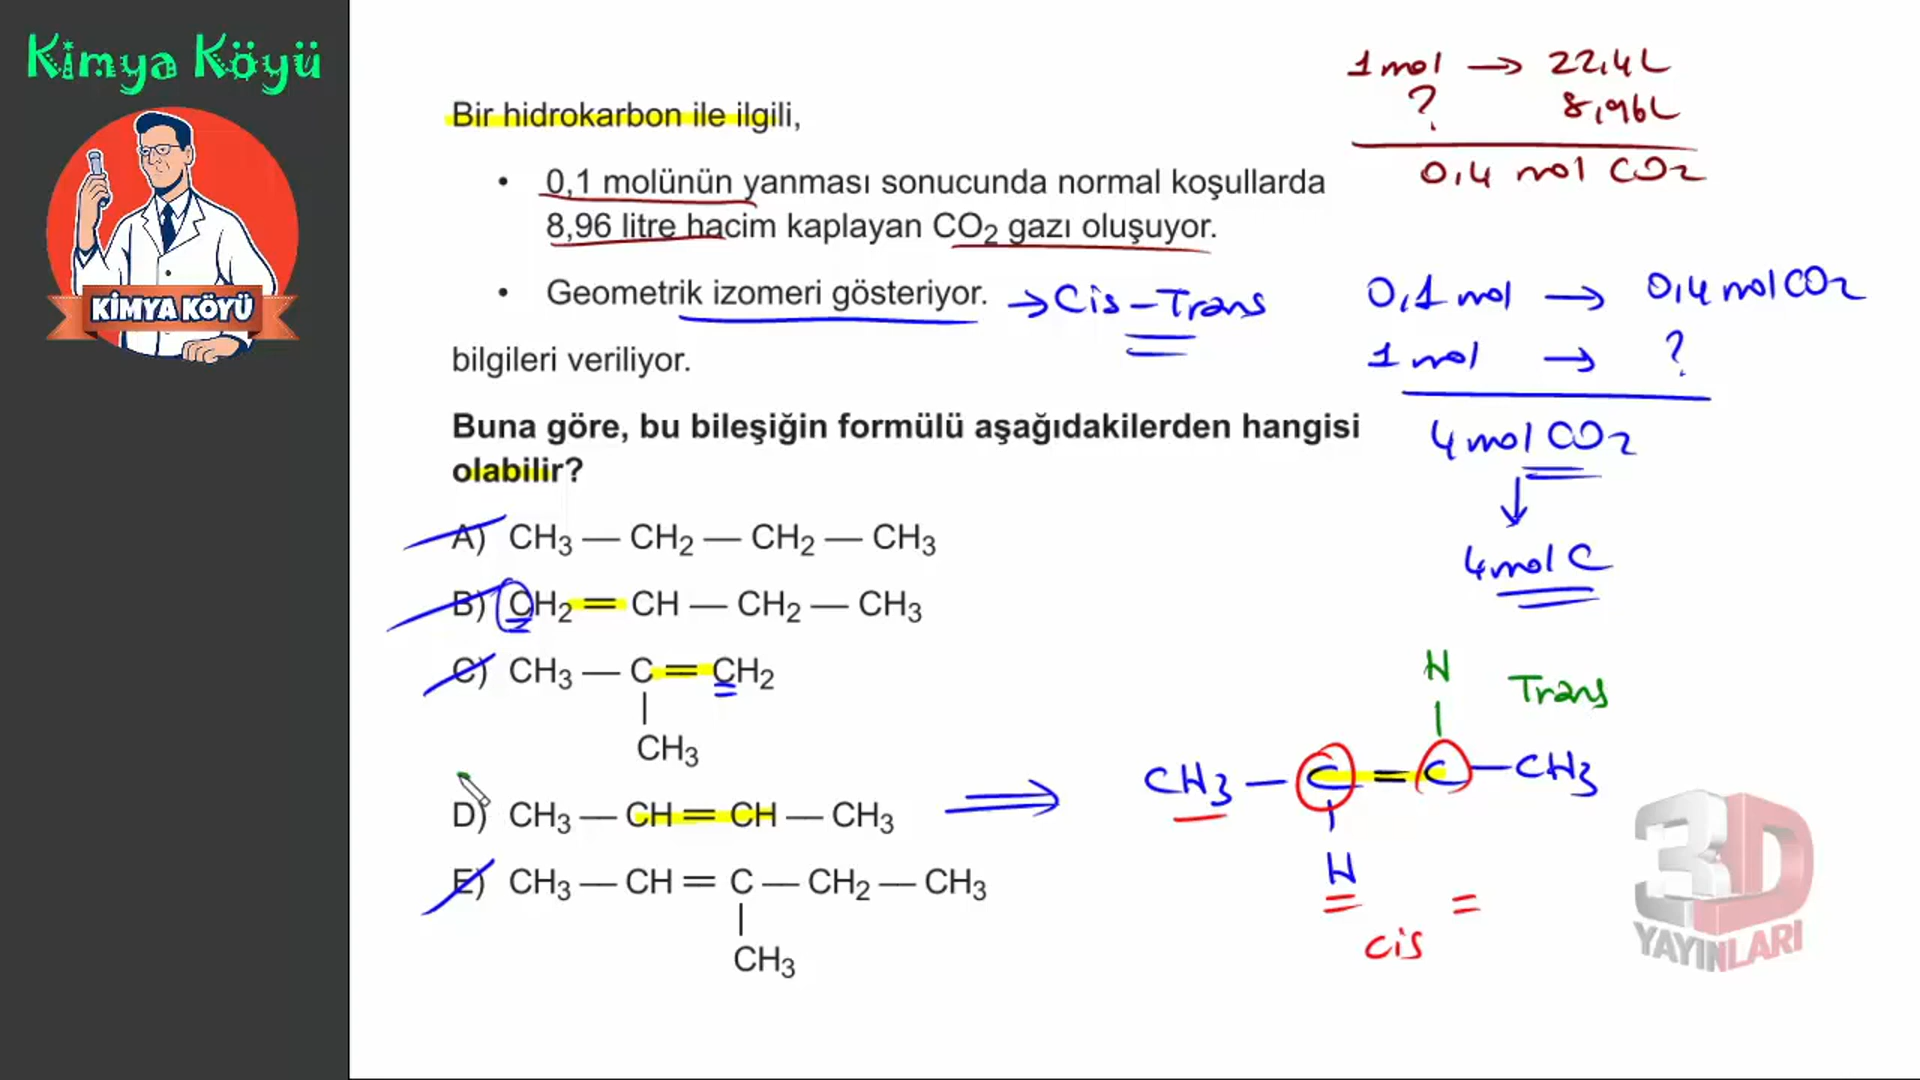 Kimya Köyü
KİMYA KÖYÜ
Bir hidrokarbon ile ilgili,
• 0,1 molünün yanması sonucunda normal koşullarda
8,96 litre hacim kaplayan CO₂ gazı oluşuyor.
• Geometrik izomeri gösteriyor. → Cis - Trans
bilgileri veriliyor.
Buna göre, bu bileşiğin formülü aşağıdakilerden hangisi
olabilir?
A) CH₃ — CH₂ — CH₂ — CH₃
B) CH₂ = CH — CH₂ — CH₃
C) CH₃ — C = CH₂
|
CH₃
D) CH₃ — CH = CH — CH₃
E) CH₃ — CH = C — CH₂ — CH₃
|
CH₃
1 mol → 22,4L
? 8,96L
0,4 mol CO₂
0,1 mol → 0,4 mol CO₂
1 mol → ?
4 mol CO₂
↓
4 mol C
H Trans
|
⇒ CH₃ — C = C — CH₃
|
H
= =
cis
3D
YAYINLARI